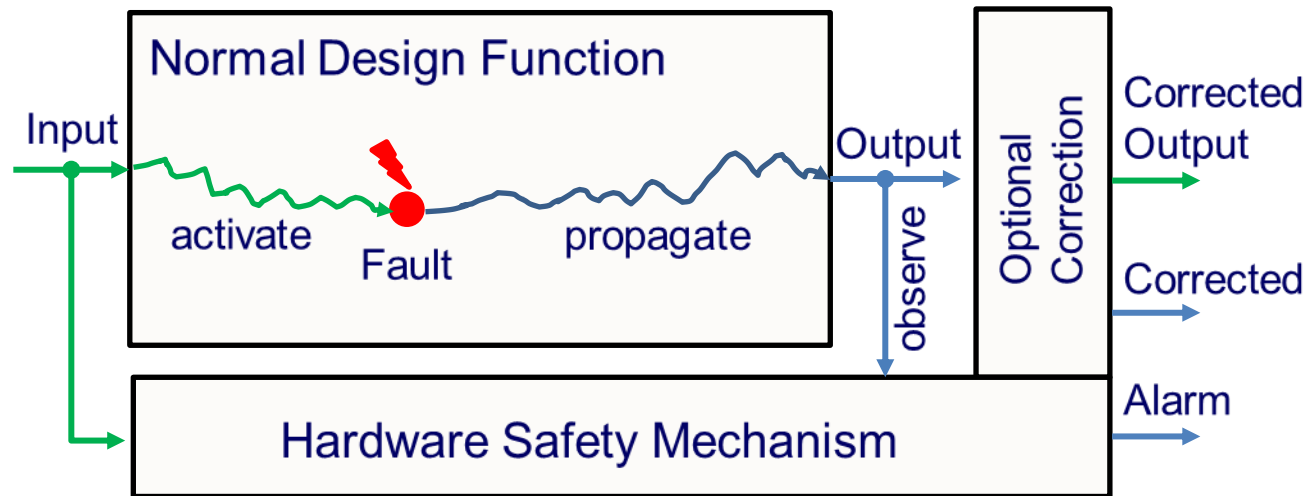 Normal Design Function
Input
activate
Fault
propagate
Output
observe
Optional
Correction
Corrected
Output
Corrected
Alarm
Hardware Safety Mechanism